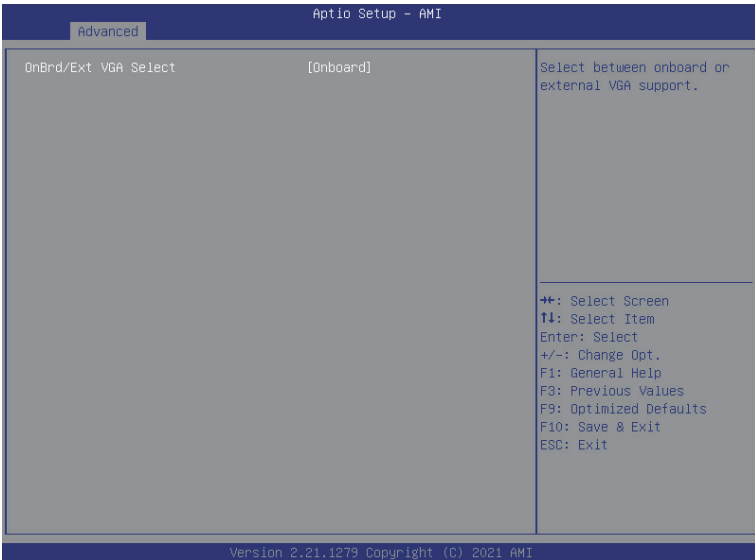 Aptio Setup – AMI
Advanced
OnBrd/Ext VGA Select [Onboard]
Select between onboard or
external VGA support.
→←: Select Screen
↑↓: Select Item
Enter: Select
+/-: Change Opt.
F1: General Help
F3: Previous Values
F9: Optimized Defaults
F10: Save & Exit
ESC: Exit
Version 2.21.1279 Copyright (C) 2021 AMI